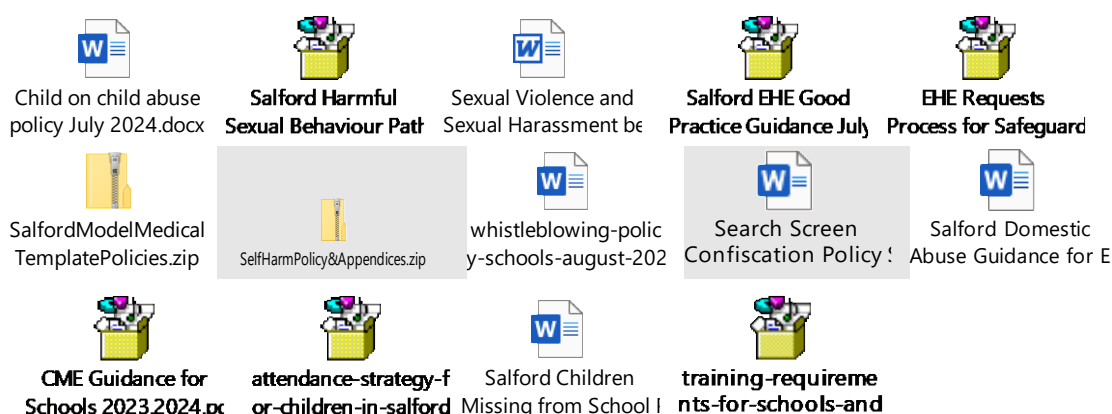 Child on child abuse
policy July 2024.docx
Salford Harmful
Sexual Behaviour Path
Sexual Violence and
Sexual Harassment be
Salford EHE Good
Practice Guidance July
EHE Requests
Process for Safeguard
SalfordModelMedical
TemplatePolicies.zip
SelfHarmPolicy&Appendices.zip
whistleblowing-polic
y-schools-august-202
Search Screen
Confiscation Policy S
Salford Domestic
Abuse Guidance for E
CME Guidance for
Schools 2023.2024.pc
attendance-strategy-f
or-children-in-salford
Salford Children
Missing from School F
training-requireme
nts-for-schools-and